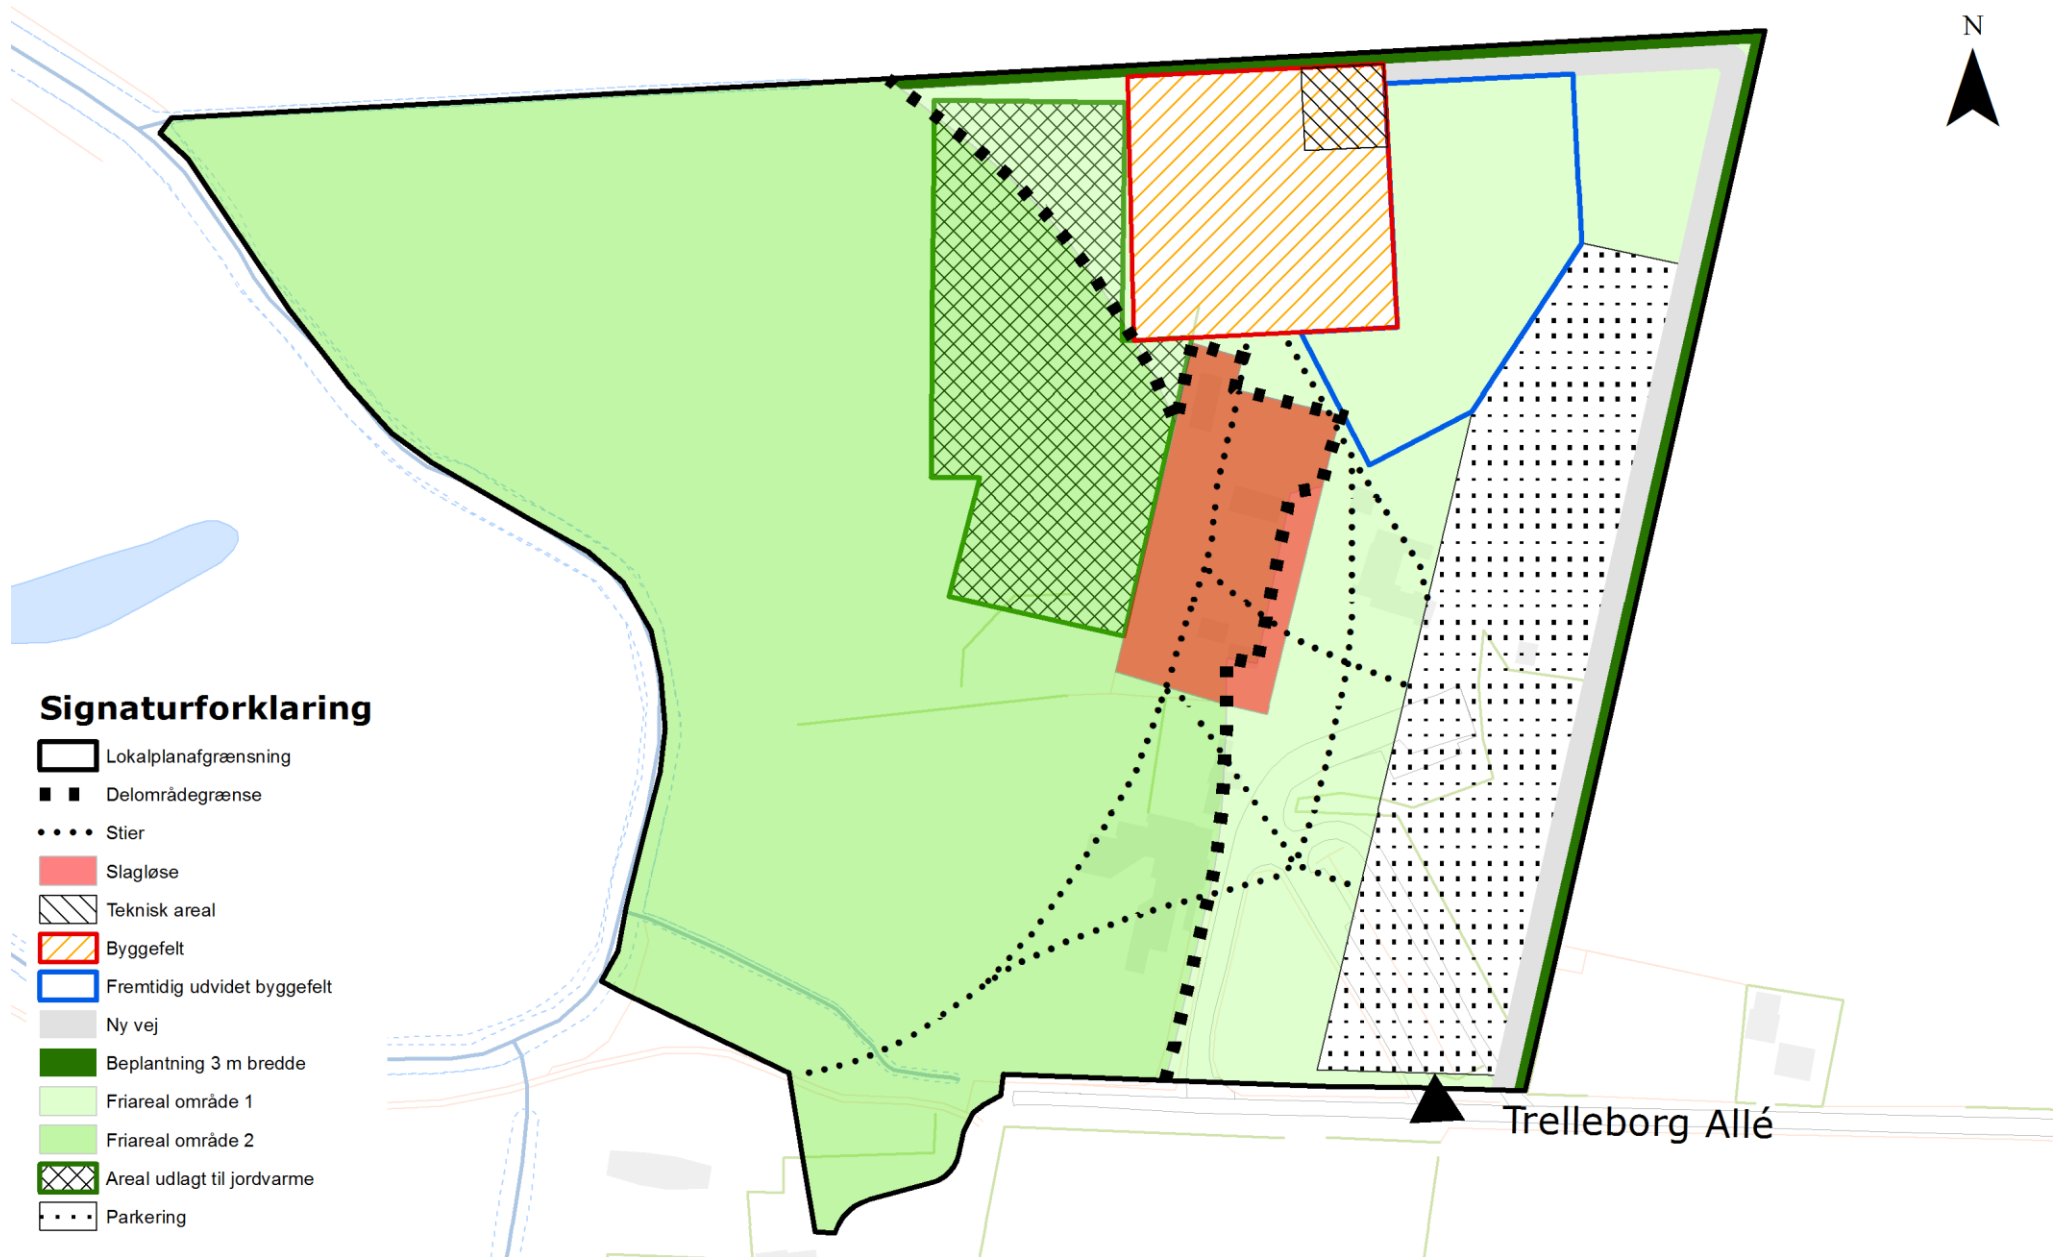 N
Signaturforklaring
Lokalplanafgrænsning
Delområdegrænse
Stier
Slagløse
Teknisk areal
Byggefelt
Fremtidig udvidet byggefelt
Ny vej
Beplantning 3 m bredde
Friareal område 1
Friareal område 2
Areal udlagt til jordvarme
Parkering
Trelleborg Allé